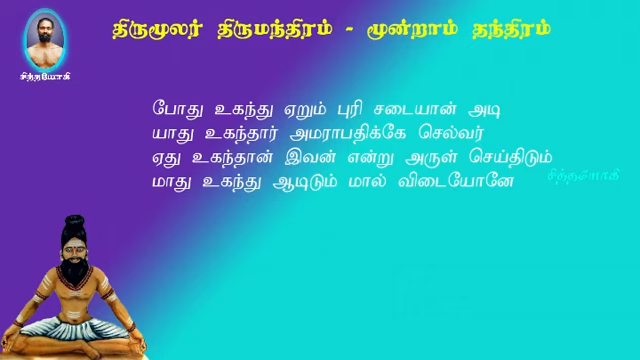 திருமூலர் திருமந்திரம் - மூன்றாம் தந்திரம்
சித்தயோகி
போது உகந்து ஏறும் புரி சடையான் அடி
யாது உகந்தார் அமராபதிக்கே செல்வர்
ஏது உகந்தான் இவன் என்று அருள் செய்திடும்
மாது உகந்து ஆடிடும் மால் விடையோனே
சித்தயோகி